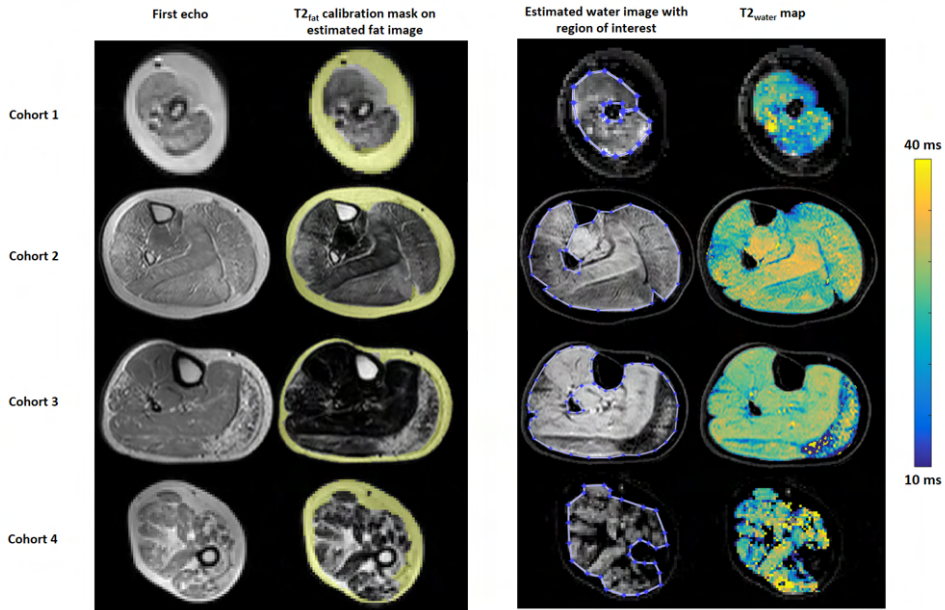 First echo
T2fat calibration mask on
estimated fat image
Estimated water image with
region of interest
T2water map
Cohort 1
Cohort 2
Cohort 3
Cohort 4
40 ms
10 ms